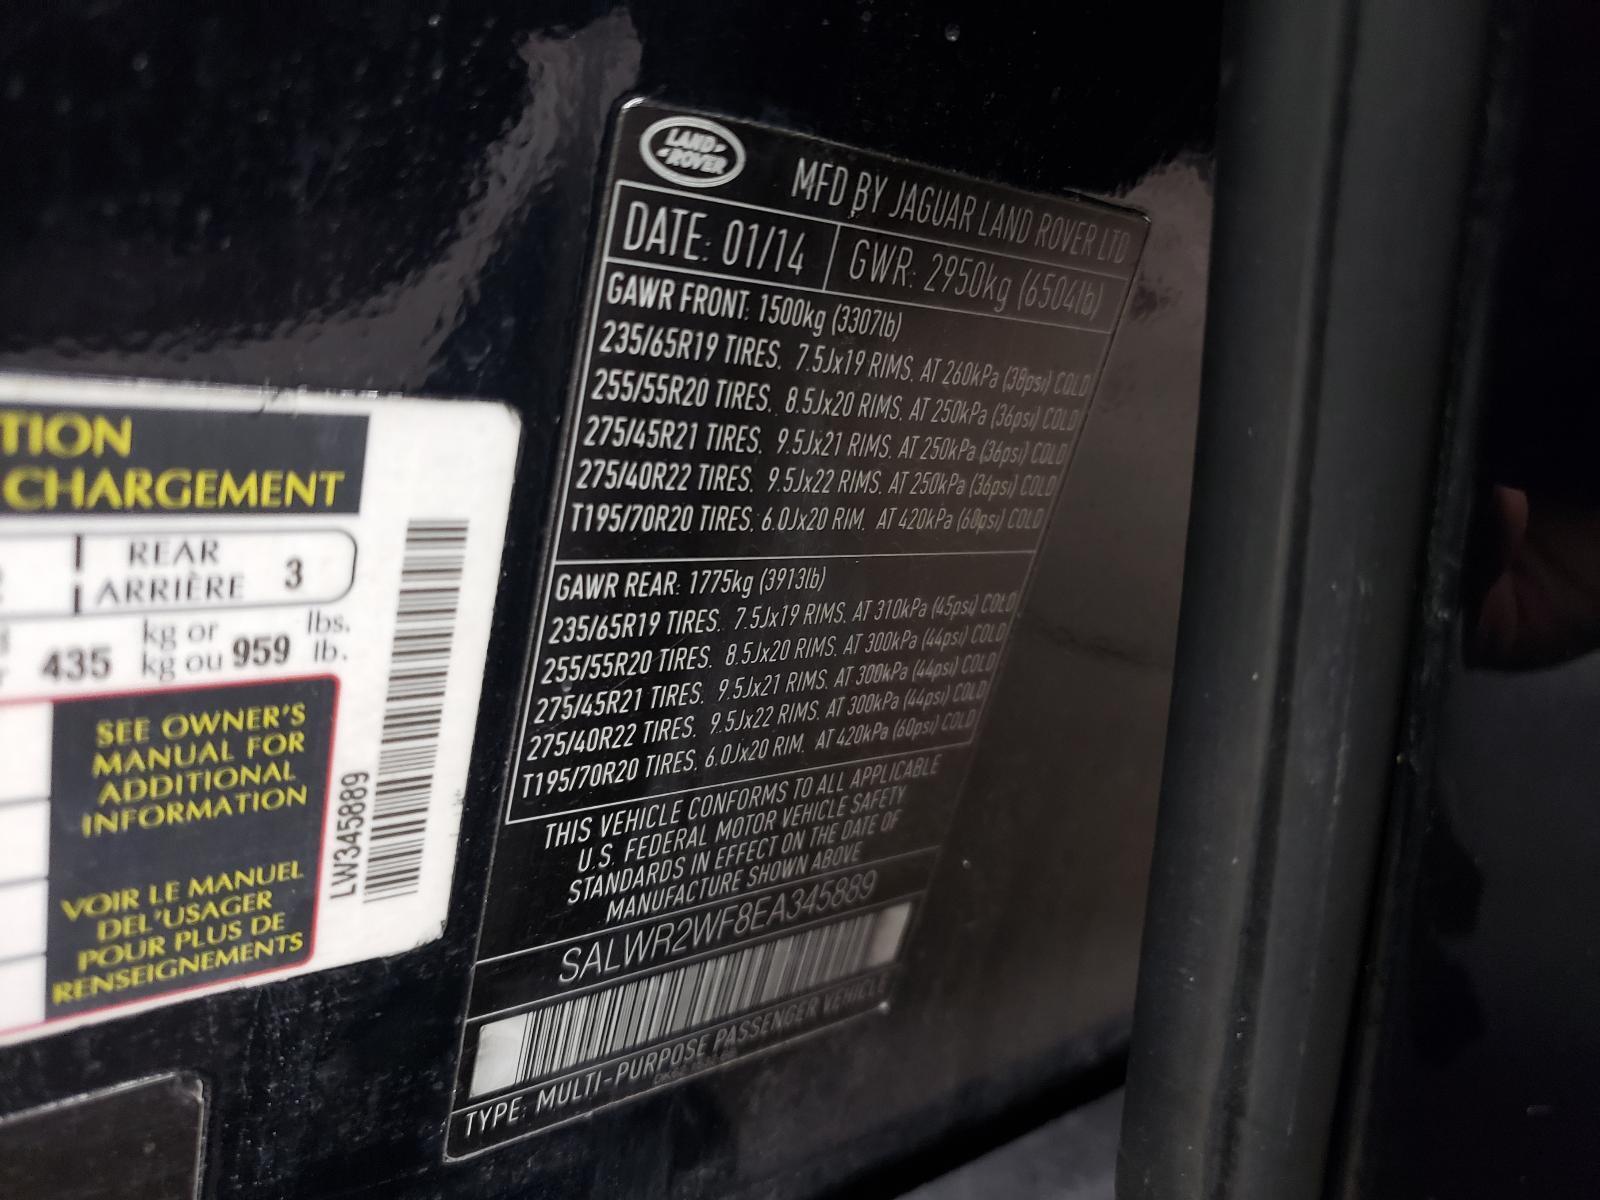 TION
CHARGEMENT
REAR
ARRIÈRE 3
435 kg or 959 lbs.
kg ou lb.
SEE OWNER'S
MANUAL FOR
ADDITIONAL
INFORMATION
VOIR LE MANUEL
DEL'USAGER
POUR PLUS DE
RENSEIGNEMENTS
LW345889
LAND
ROVER
MFD BY JAGUAR LAND ROVER LTD
DATE: 01/14 GWR: 2950kg (6504lb)
GAWR FRONT: 1500kg (3307lb)
235/65R19 TIRES. 7.5Jx19 RIMS. AT 260kPa (38psi) COLD
255/55R20 TIRES. 8.5Jx20 RIMS. AT 250kPa (36psi) COLD
275/45R21 TIRES. 9.5Jx21 RIMS. AT 250kPa (36psi) COLD
275/40R22 TIRES. 9.5Jx22 RIMS. AT 250kPa (36psi) COLD
T195/70R20 TIRES. 6.0Jx20 RIM. AT 420kPa (60psi) COLD
GAWR REAR: 1775kg (3913lb)
235/65R19 TIRES. 7.5Jx19 RIMS. AT 310kPa (45psi) COLD
255/55R20 TIRES. 8.5Jx20 RIMS. AT 300kPa (44psi) COLD
275/45R21 TIRES. 9.5Jx21 RIMS. AT 300kPa (44psi) COLD
275/40R22 TIRES. 9.5Jx22 RIMS. AT 300kPa (44psi) COLD
T195/70R20 TIRES. 6.0Jx20 RIM. AT 420kPa (60psi) COLD
THIS VEHICLE CONFORMS TO ALL APPLICABLE
U.S. FEDERAL MOTOR VEHICLE SAFETY
STANDARDS IN EFFECT ON THE DATE OF
MANUFACTURE SHOWN ABOVE
SALWR2WF8EA345889
TYPE: MULTI-PURPOSE PASSENGER VEHICLE